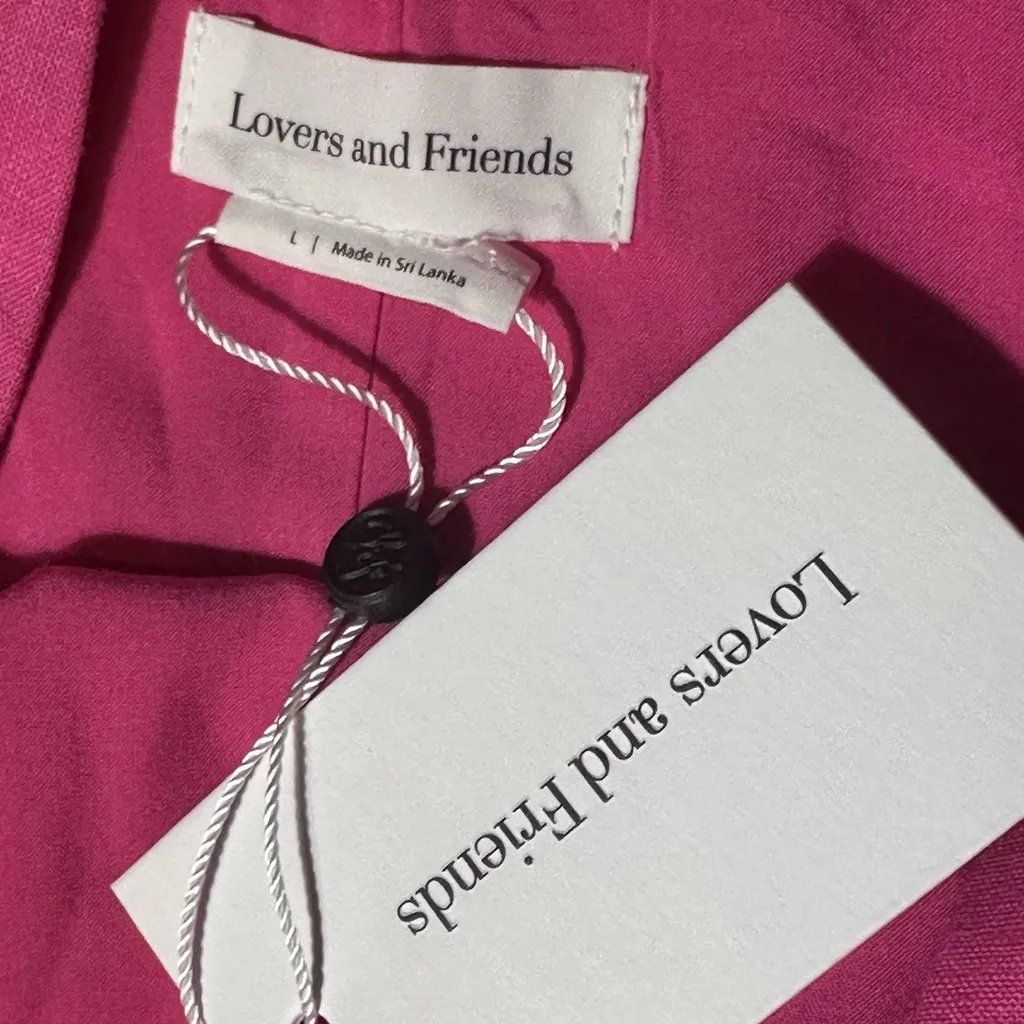 Lovers and Friends
L | Made in Sri Lanka
Lovers and Friends